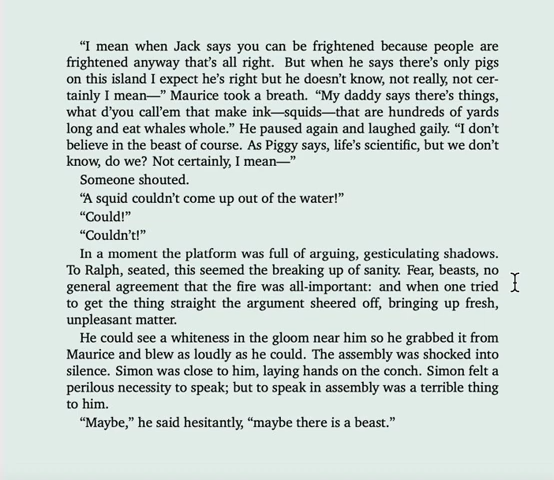 “I mean when Jack says you can be frightened because people are
frightened anyway that’s all right. But when he says there’s only pigs
on this island I expect he’s right but he doesn’t know, not really, not cer-
tainly I mean—” Maurice took a breath. “My daddy says there’s things,
what d’you call’em that make ink—squids—that are hundreds of yards
long and eat whales whole.” He paused again and laughed gaily. “I don’t
believe in the beast of course. As Piggy says, life’s scientific, but we don’t
know, do we? Not certainly, I mean—”
Someone shouted.
“A squid couldn’t come up out of the water!”
“Could!”
“Couldn’t!”
In a moment the platform was full of arguing, gesticulating shadows.
To Ralph, seated, this seemed the breaking up of sanity. Fear, beasts, no
general agreement that the fire was all-important: and when one tried
to get the thing straight the argument sheered off, bringing up fresh,
unpleasant matter.
He could see a whiteness in the gloom near him so he grabbed it from
Maurice and blew as loudly as he could. The assembly was shocked into
silence. Simon was close to him, laying hands on the conch. Simon felt a
perilous necessity to speak; but to speak in assembly was a terrible thing
to him.
“Maybe,” he said hesitantly, “maybe there is a beast.”